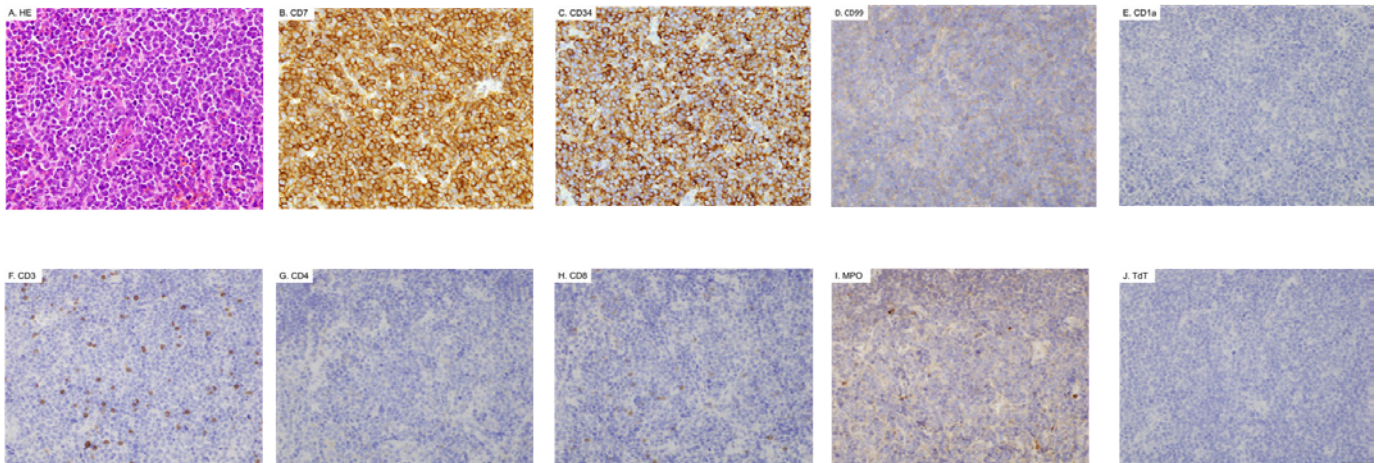 A. HE
B. CD7
C. CD34
D. CD99
E. CD1a
F. CD3
G. CD4
H. CD8
I. MPO
J. TdT